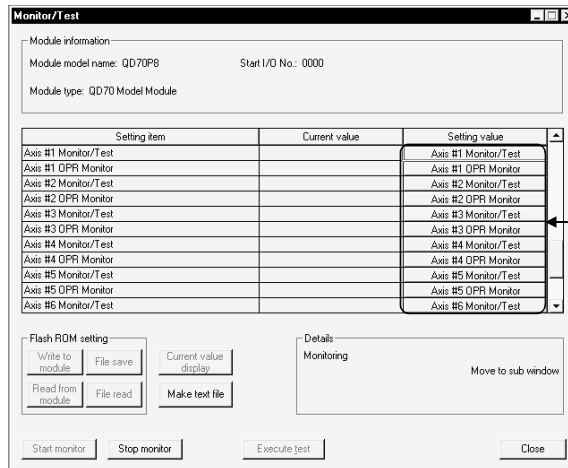 Monitor/Test
Module information
Module model name: QD70P8 Start I/O No.: 0000
Module type: QD70 Model Module
Setting item Current value Setting value
Axis #1 Monitor/Test Axis #1 Monitor/Test
Axis #1 OPR Monitor Axis #1 OPR Monitor
Axis #2 Monitor/Test Axis #2 Monitor/Test
Axis #2 OPR Monitor Axis #2 OPR Monitor
Axis #3 Monitor/Test Axis #3 Monitor/Test
Axis #3 OPR Monitor Axis #3 OPR Monitor
Axis #4 Monitor/Test Axis #4 Monitor/Test
Axis #4 OPR Monitor Axis #4 OPR Monitor
Axis #5 Monitor/Test Axis #5 Monitor/Test
Axis #5 OPR Monitor Axis #5 OPR Monitor
Axis #6 Monitor/Test Axis #6 Monitor/Test
Flash ROM setting
Write to module
File save
Current value display
Read from module
File read
Make text file
Details
Monitoring
Move to sub window
Start monitor Stop monitor Execute test Close